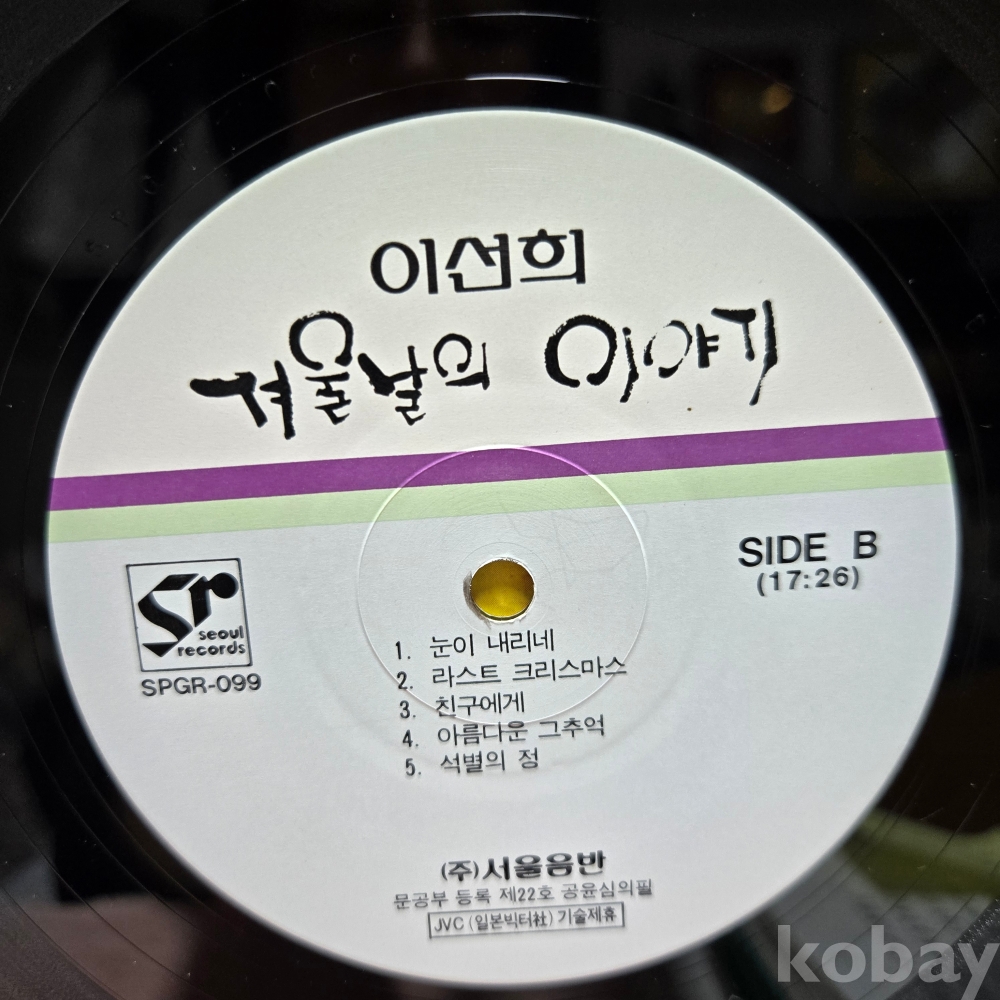 이선희
겨울날의 이야기
SIDE B
(17:26)
Sr
seoul
records
SPGR-099
1. 눈이 내리네
2. 라스트 크리스마스
3. 친구에게
4. 아름다운 그추억
5. 석별의 정
(주)서울음반
문공부 등록 제22호 공윤심의필
JVC (일본빅터社) 기술제휴
kobay